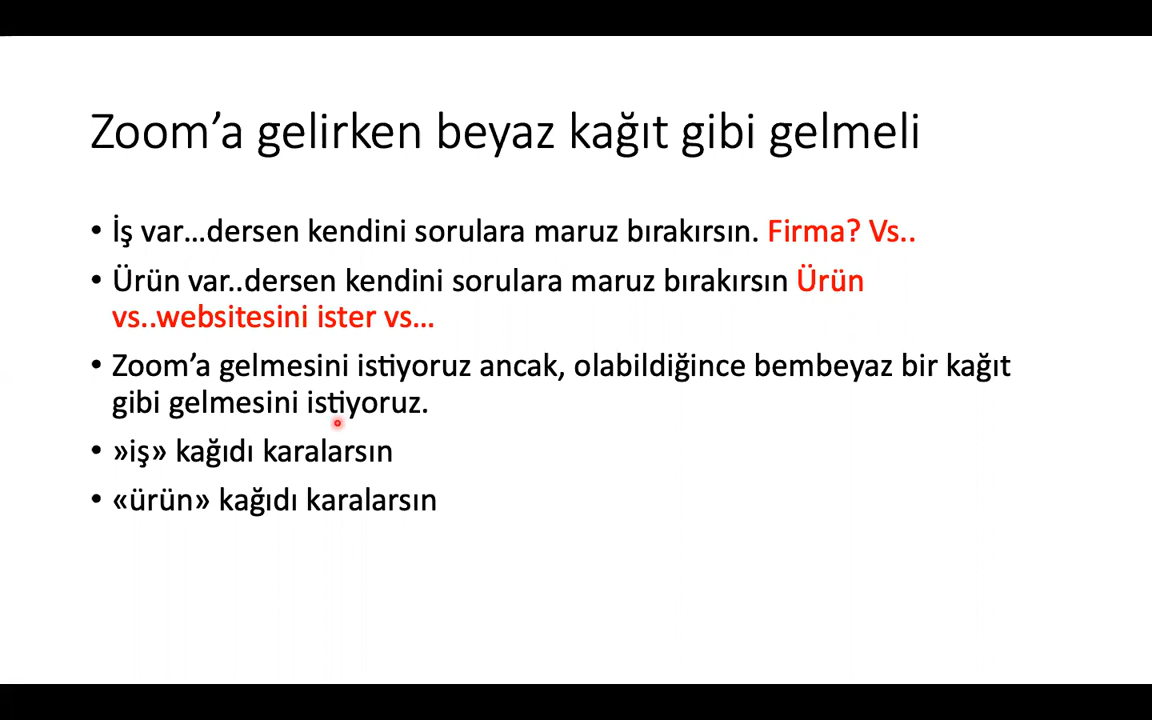 Zoom’a gelirken beyaz kağıt gibi gelmeli
• İş var…dersen kendini sorulara maruz bırakırsın. Firma? Vs..
• Ürün var..dersen kendini sorulara maruz bırakırsın Ürün
vs..websitesini ister vs…
• Zoom’a gelmesini istiyoruz ancak, olabildiğince bembeyaz bir kağıt
gibi gelmesini istiyoruz.
• »iş» kağıdı karalarsın
• «ürün» kağıdı karalarsın